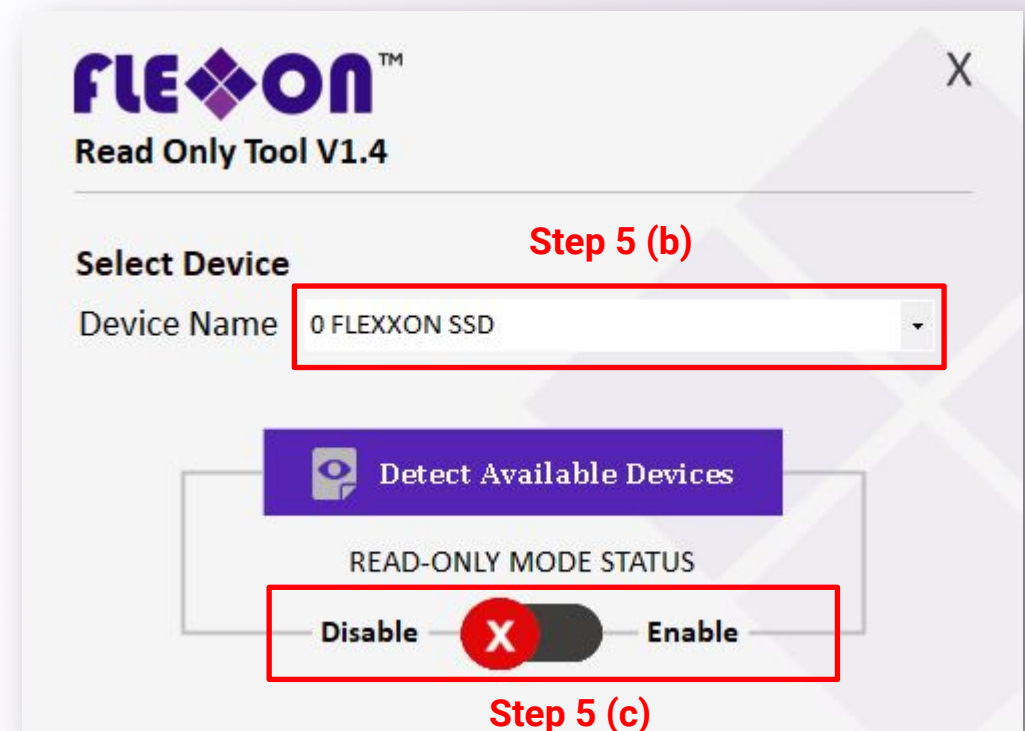 FLEXXON™
X
Read Only Tool V1.4
Step 5 (b)
Select Device
Device Name 0 FLEXXON SSD
Detect Available Devices
READ-ONLY MODE STATUS
Disable X Enable
Step 5 (c)